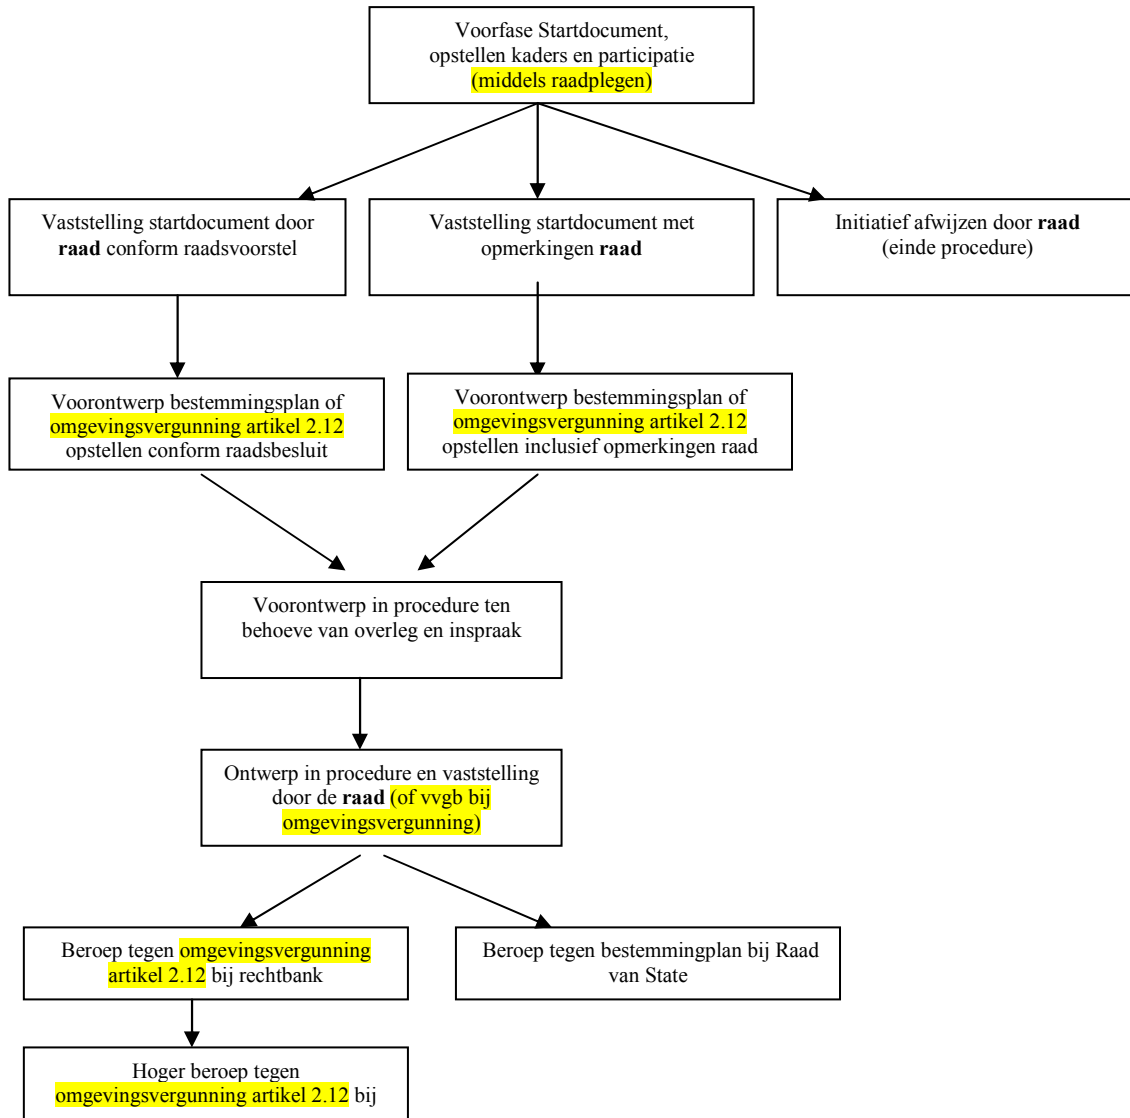 Voorfase Startdocument,
opstellen kaders en participatie
(middels raadplegen)
Vaststelling startdocument door
raad conform raadsvoorstel
Vaststelling startdocument met
opmerkingen raad
Initiatief afwijzen door raad
(einde procedure)
Voorontwerp bestemmingsplan of
omgevingsvergunning artikel 2.12
opstellen conform raadsbesluit
Voorontwerp bestemmingsplan of
omgevingsvergunning artikel 2.12
opstellen inclusief opmerkingen raad
Voorontwerp in procedure ten
behoeve van overleg en inspraak
Ontwerp in procedure en vaststelling
door de raad (of vvgb bij
omgevingsvergunning)
Beroep tegen omgevingsvergunning
artikel 2.12 bij rechtbank
Beroep tegen bestemmingplan bij Raad
van State
Hoger beroep tegen
omgevingsvergunning artikel 2.12 bij